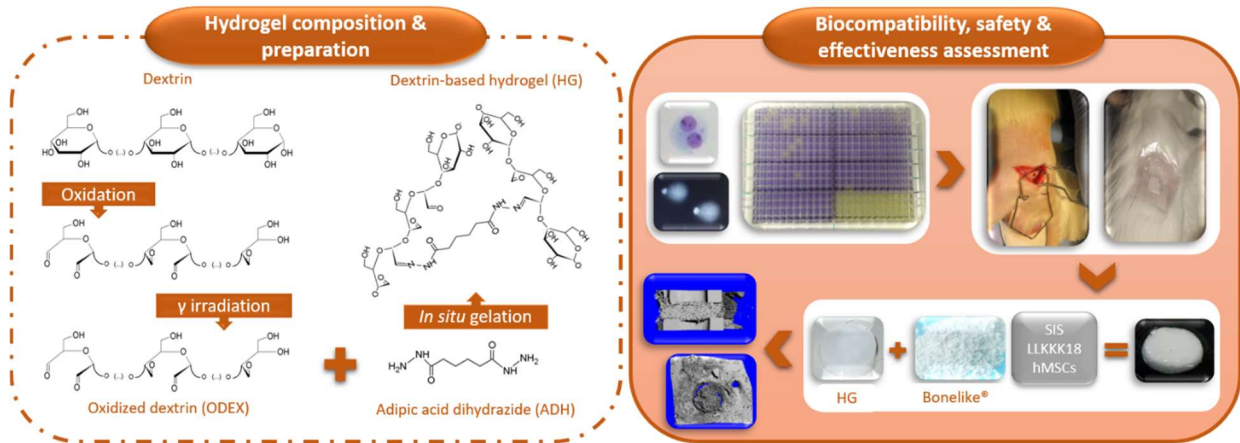 Hydrogel composition &
preparation
Dextrin
Dextrin-based hydrogel (HG)
Oxidation
γ irradiation
In situ gelation
Oxidized dextrin (ODEX)
Adipic acid dihydrazide (ADH)
Biocompatibility, safety &
effectiveness assessment
SIS
LLKKK18
hMSCs
HG
Bonelike®